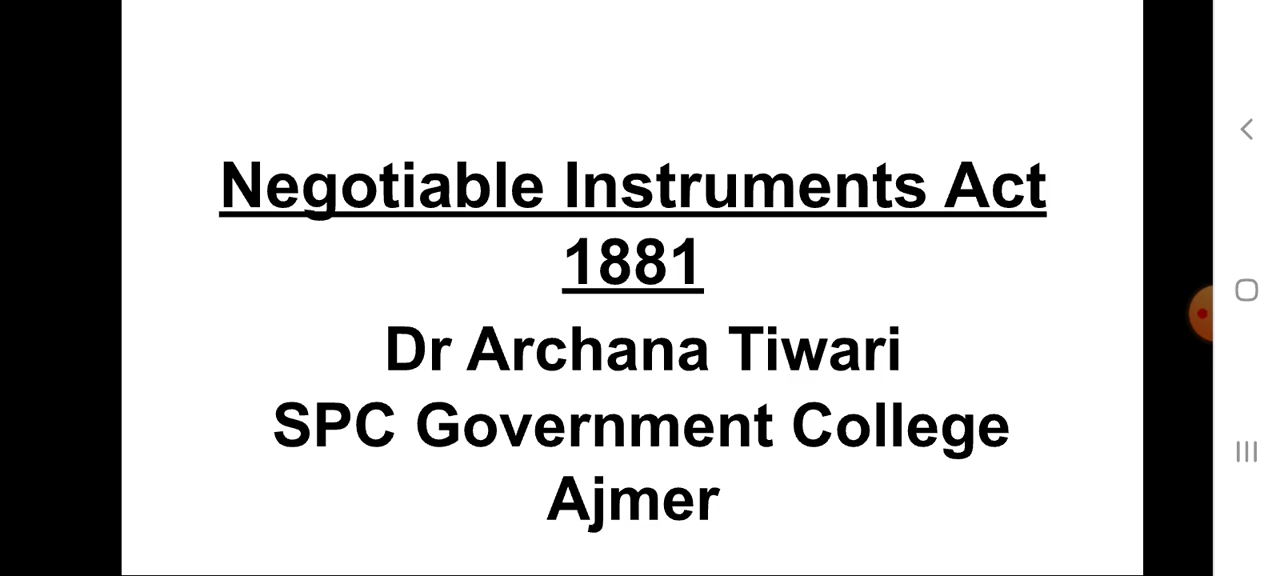 Negotiable Instruments Act
1881
Dr Archana Tiwari
SPC Government College
Ajmer